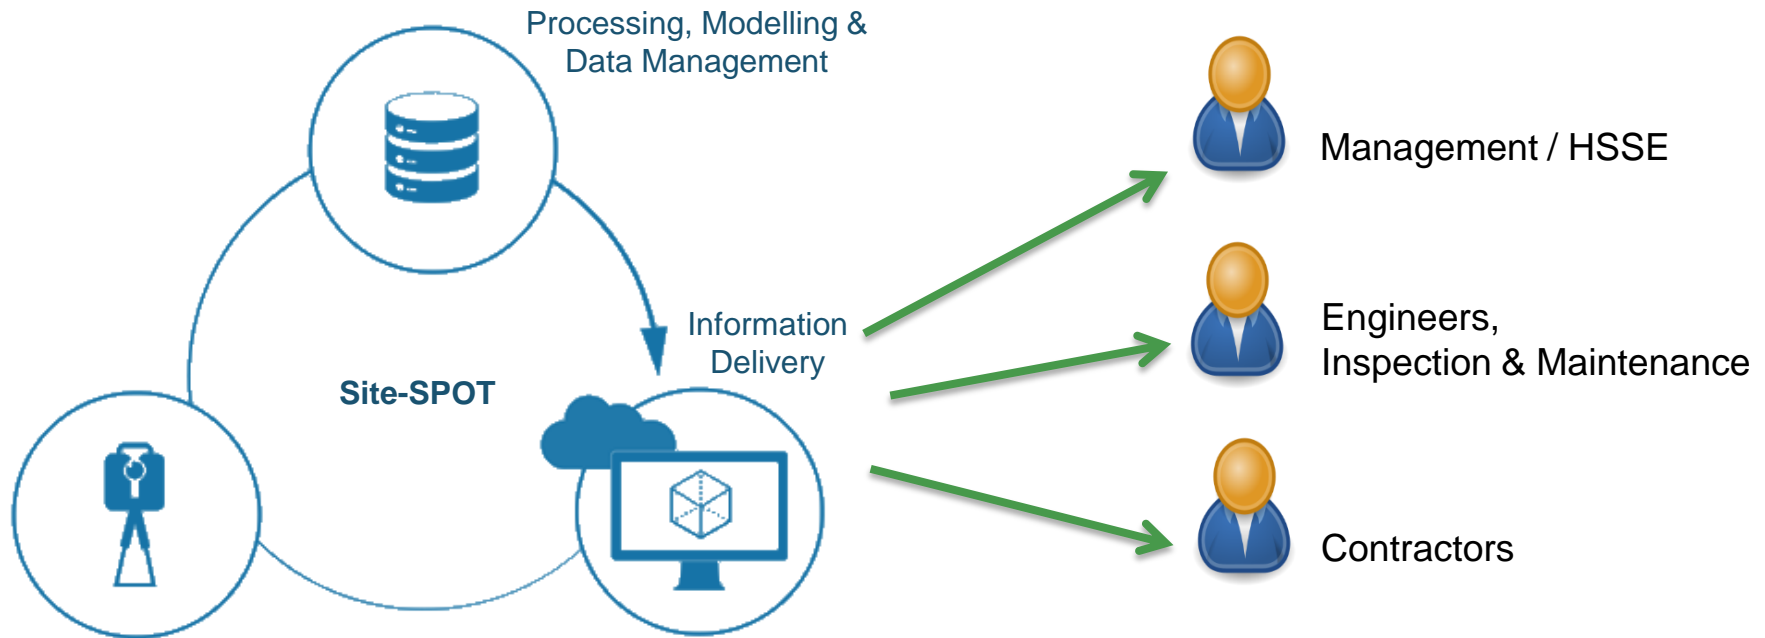 Processing, Modelling &
Data Management
Management / HSSE
Information
Delivery
Site-SPOT
Engineers,
Inspection & Maintenance
Contractors